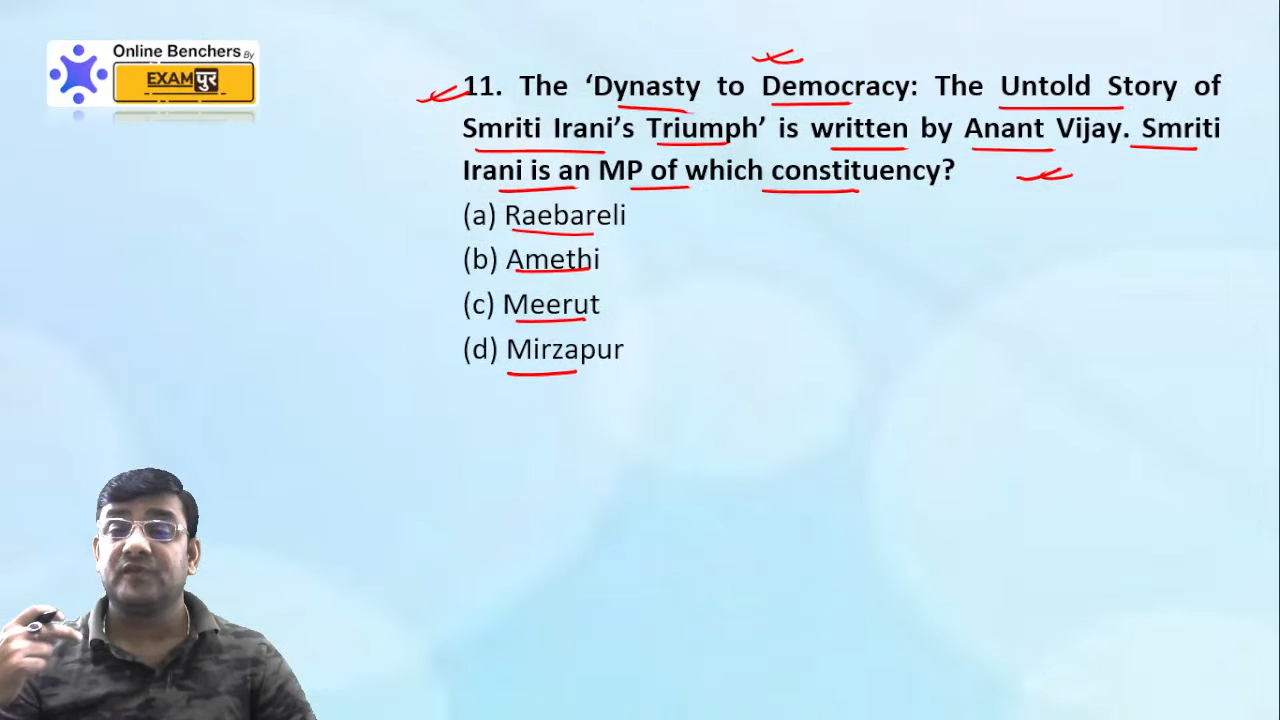 Online Benchers By
EXAMपुर
11. The ‘Dynasty to Democracy: The Untold Story of
Smriti Irani’s Triumph’ is written by Anant Vijay. Smriti
Irani is an MP of which constituency?
(a) Raebareli
(b) Amethi
(c) Meerut
(d) Mirzapur